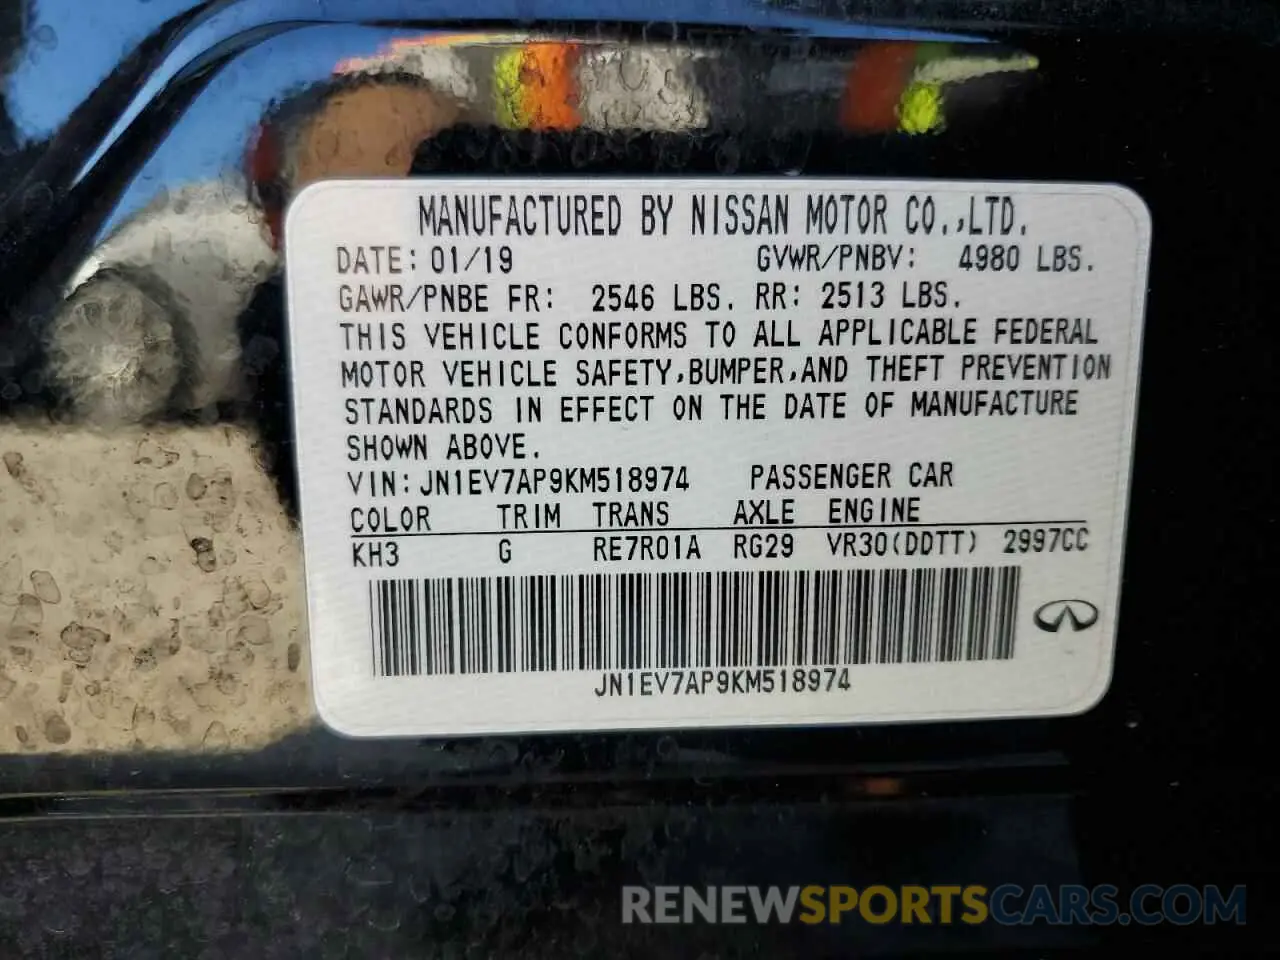 MANUFACTURED BY NISSAN MOTOR CO.,LTD.
DATE: 01/19 GVWR/PNBV: 4980 LBS.
GAWR/PNBE FR: 2546 LBS. RR: 2513 LBS.
THIS VEHICLE CONFORMS TO ALL APPLICABLE FEDERAL
MOTOR VEHICLE SAFETY,BUMPER,AND THEFT PREVENTION
STANDARDS IN EFFECT ON THE DATE OF MANUFACTURE
SHOWN ABOVE.
VIN: JN1EV7AP9KM518974 PASSENGER CAR
COLOR TRIM TRANS AXLE ENGINE
KH3 G RE7R01A RG29 VR30(DDTT) 2997CC
JN1EV7AP9KM518974
RENEWSPORTSCARS.COM